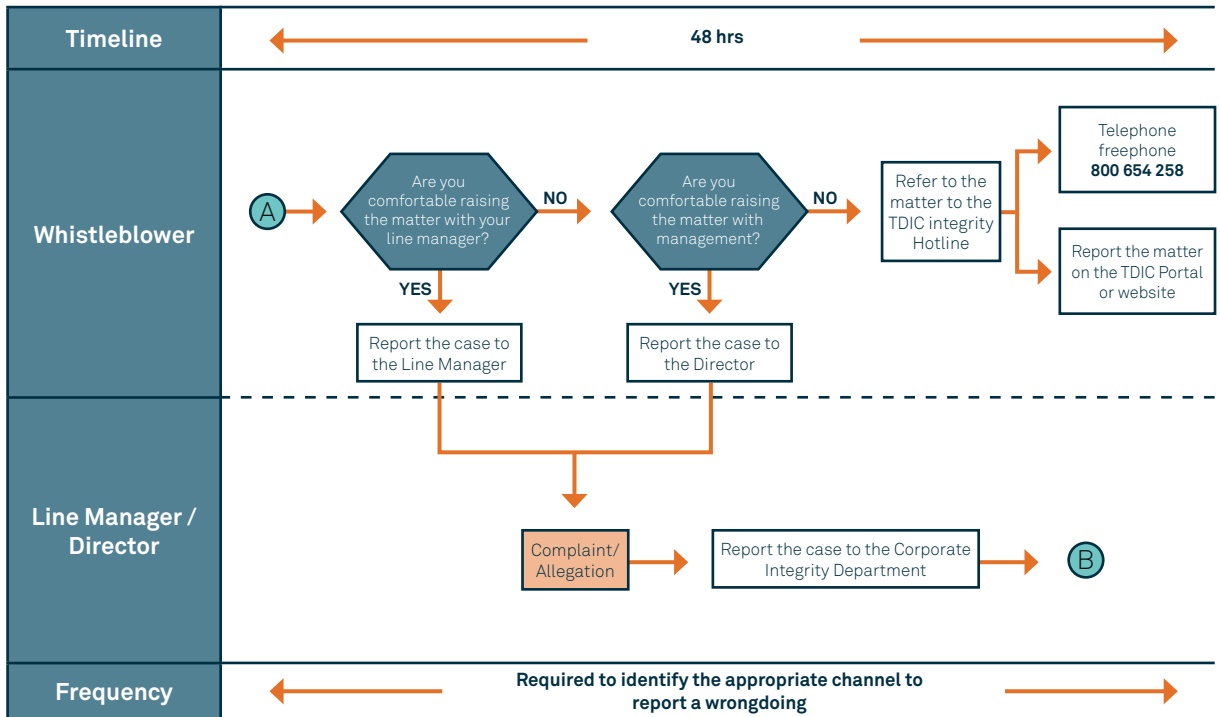 Timeline
48 hrs
Whistleblower
A
Are you
comfortable raising
the matter with your
line manager?
NO
Are you
comfortable raising
the matter with
management?
NO
Refer to the
matter to the
TDIC integrity
Hotline
Telephone
freephone
800 654 258
Report the matter
on the TDIC Portal
or website
YES
YES
Report the case to
the Line Manager
Report the case to
the Director
Line Manager /
Director
Complaint/
Allegation
Report the case to the Corporate
Integrity Department
B
Frequency
Required to identify the appropriate channel to
report a wrongdoing